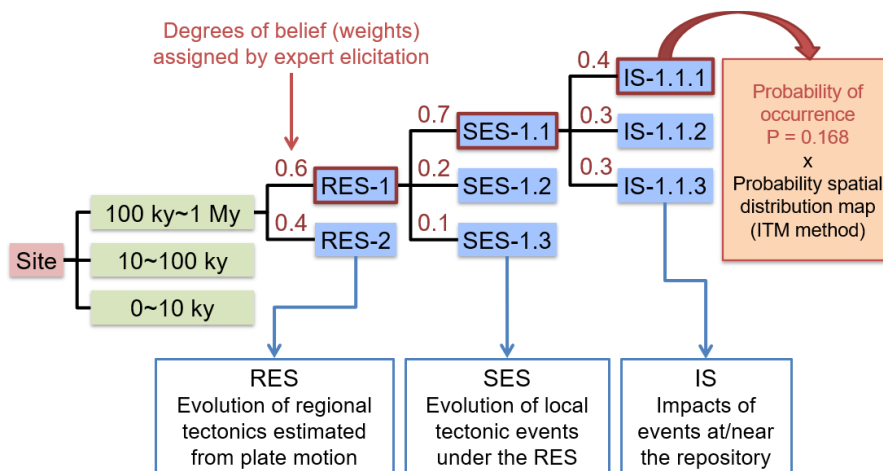 Degrees of belief (weights)
assigned by expert elicitation
Site
100 ky~1 My
10~100 ky
0~10 ky
0.6
RES-1
0.4
RES-2
0.7
SES-1.1
0.2
SES-1.2
0.1
SES-1.3
0.4
IS-1.1.1
0.3
IS-1.1.2
0.3
IS-1.1.3
Probability of
occurrence
P = 0.168
x
Probability spatial
distribution map
(ITM method)
RES
Evolution of regional
tectonics estimated
from plate motion
SES
Evolution of local
tectonic events
under the RES
IS
Impacts of
events at/near
the repository